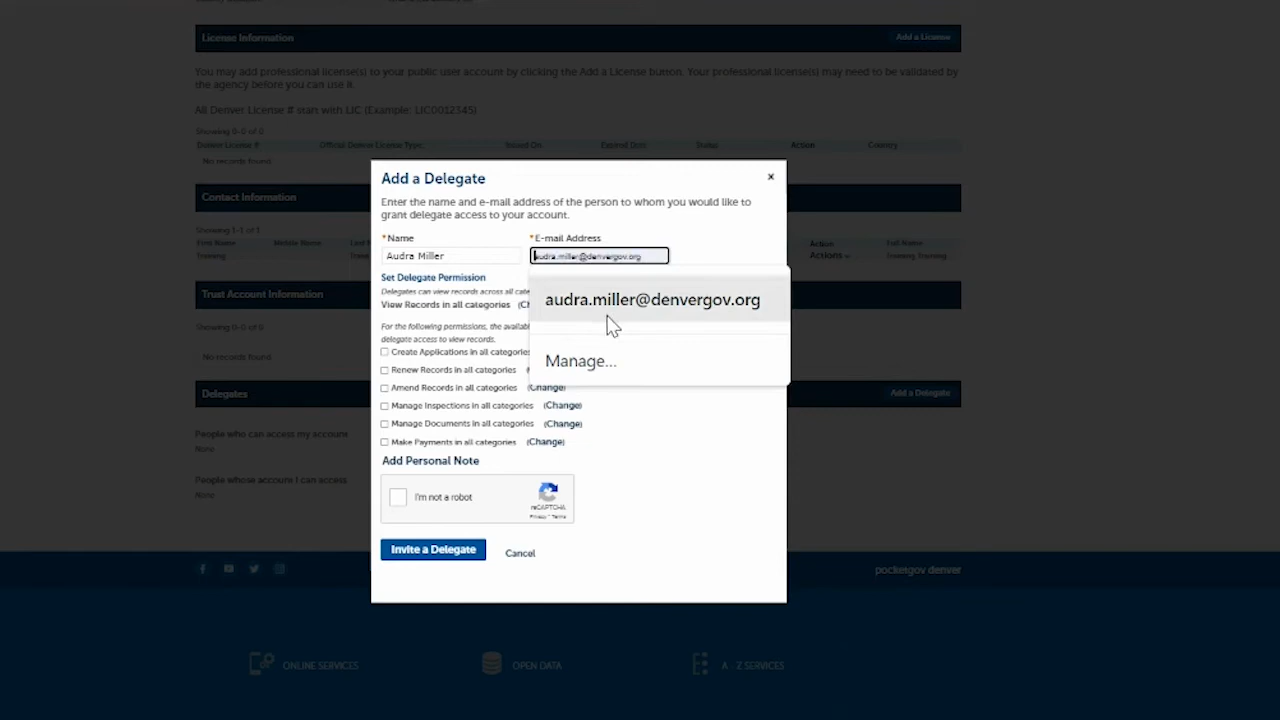 License Information
Add a License
You may add professional license(s) to your public user account by clicking the Add a License button. Your professional license(s) may need to be validated by
the agency before you can use it.
All Denver License # start with LIC (Example: LIC0012345)
Showing 0-0 of 0
Denver License # Official Denver License Type: Issued On Expired Date Status Action Country
No records found.
Contact Information
Showing 1-1 of 1
First Name Middle Name Last Action Full Name
Training Actions Training Training
Trust Account Information
Showing 0-0 of 0
No records found.
Delegates
Add a Delegate
People who can access my account
None
People whose account I can access
None
Add a Delegate
x
Enter the name and e-mail address of the person to whom you would like to
grant delegate access to your account.
*Name *E-mail Address
Audra Miller audra.miller@denvergov.org
Set Delegate Permission
Delegates can view records across all
View Records in all categories
For the following permissions, the
delegate access to view records.
Create Applications in all categories
Renew Records in all categories
Amend Records in all categories (Change)
Manage Inspections in all categories (Change)
Manage Documents in all categories (Change)
Make Payments in all categories (Change)
audra.miller@denvergov.org
Manage...
Add Personal Note
I'm not a robot
reCAPTCHA
Privacy - Terms
Invite a Delegate
Cancel
pocketgov denver
ONLINE SERVICES
OPEN DATA
A - Z SERVICES